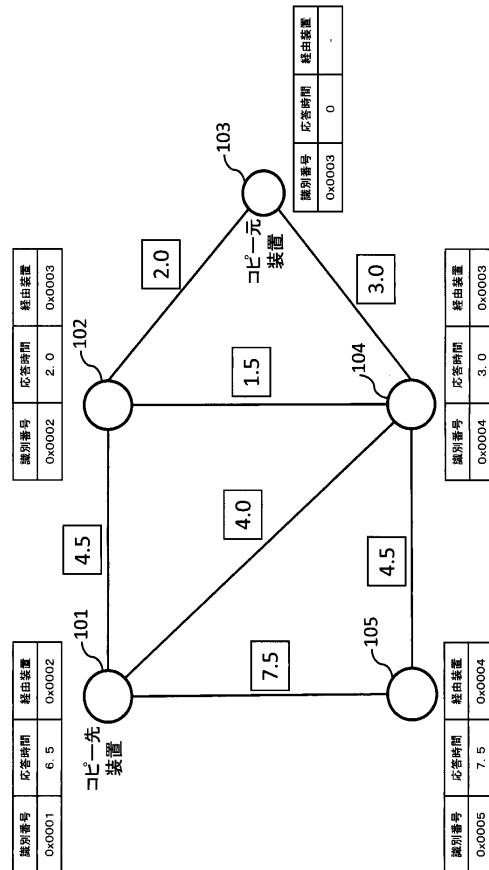 識別番号 応答時間 経由装置
0x0001 6.5 0x0002
識別番号 応答時間 経由装置
0x0002 2.0 0x0003
101
コピー先
装置
4.5
102
2.0
103
コピー元
装置
識別番号 応答時間 経由装置
0x0003 0 -
7.5
4.0
1.5
3.0
105
4.5
104
識別番号 応答時間 経由装置
0x0005 7.5 0x0004
識別番号 応答時間 経由装置
0x0004 3.0 0x0003